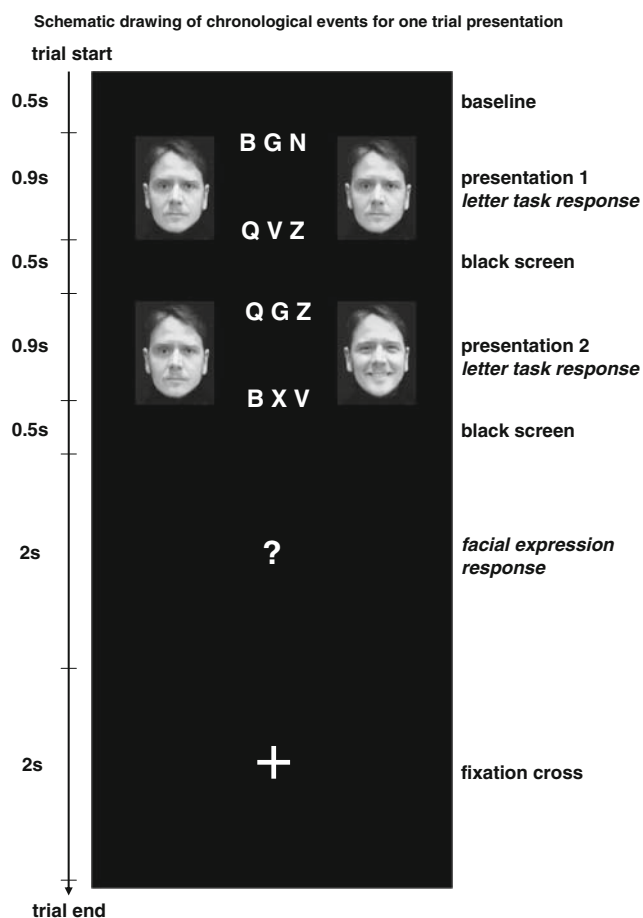 Schematic drawing of chronological events for one trial presentation
trial start
0.5s
baseline
B G N
0.9s
presentation 1
letter task response
Q V Z
0.5s
black screen
Q G Z
0.9s
presentation 2
letter task response
B X V
0.5s
black screen
2s
?
facial expression
response
2s
fixation cross
trial end